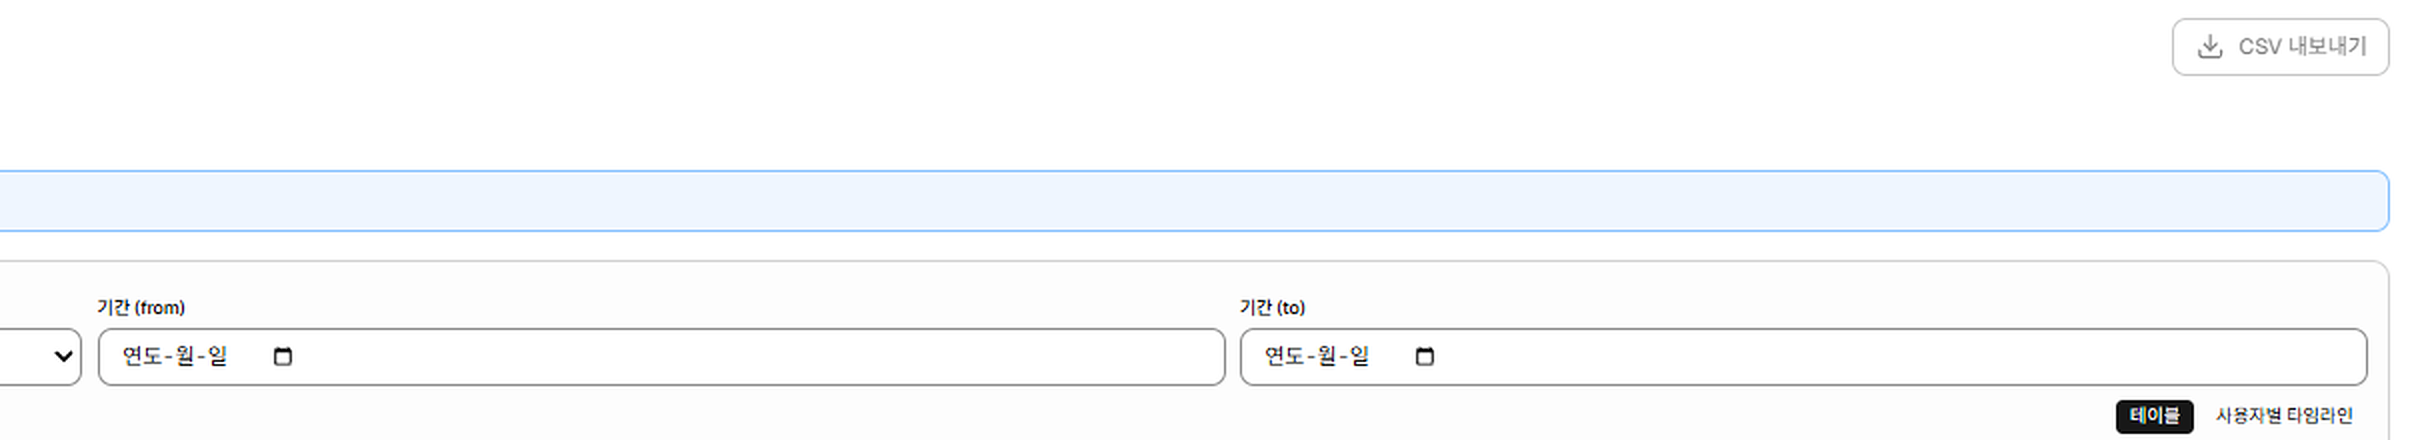 CSV 내보내기
기간 (from)
기간 (to)
연도-월-일
연도-월-일
테이블
사용자별 타임라인